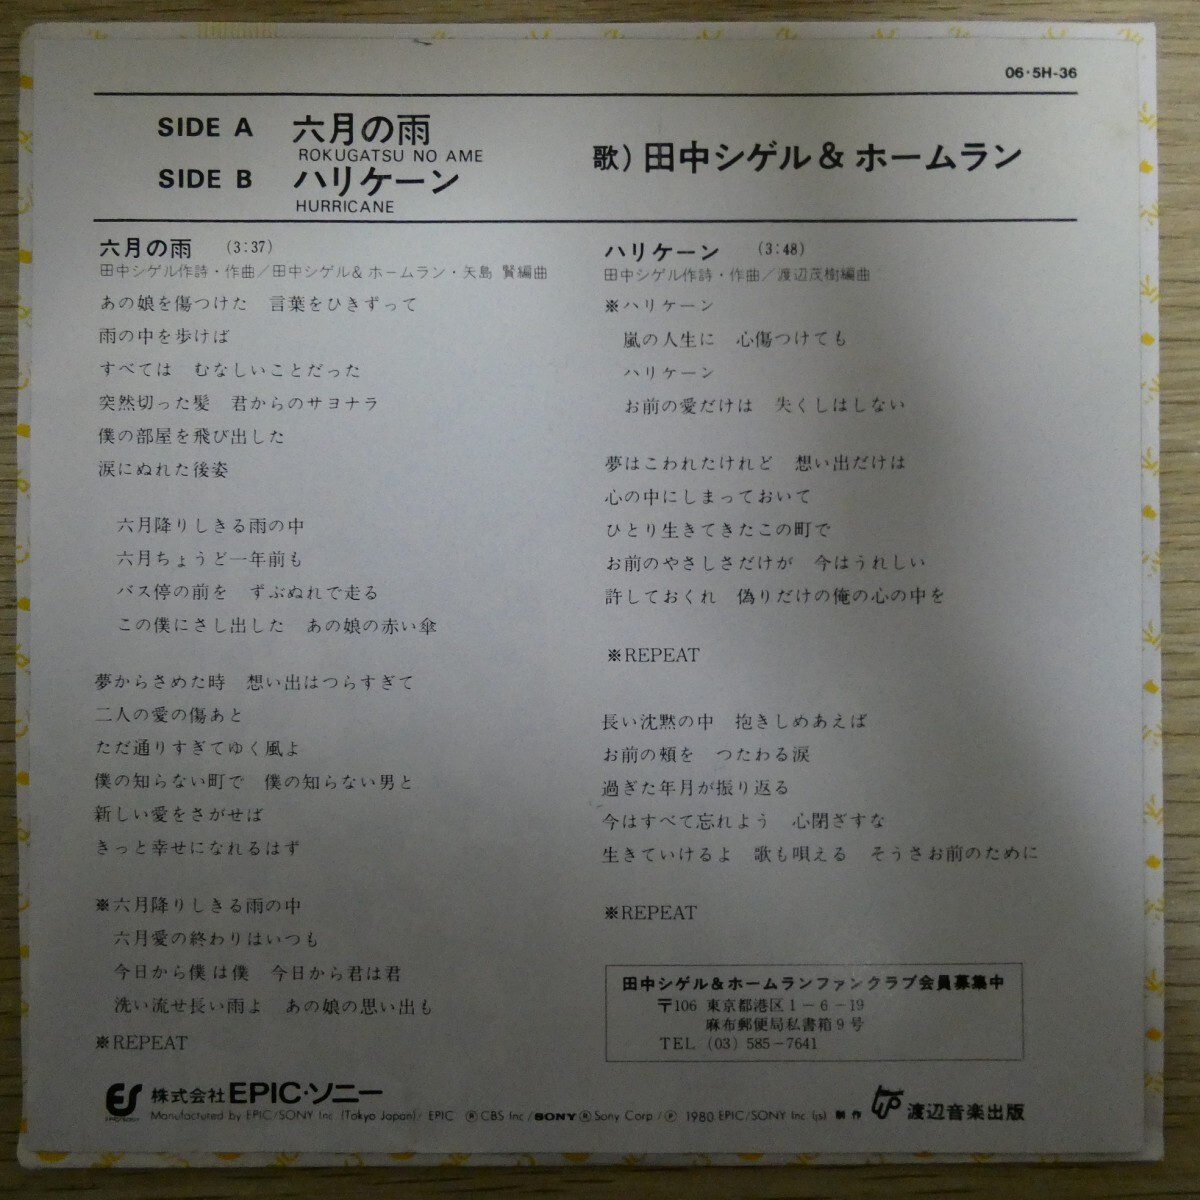 06・5H-36
SIDE A 六月の雨
ROKUGATSU NO AME
SIDE B ハリケーン
HURRICANE
歌)田中シゲル&ホームラン
六月の雨 (3:37)
田中シゲル作詩・作曲/田中シゲル&ホームラン・矢島 賢編曲
あの娘を傷つけた 言葉をひきずって
雨の中を歩けば
すべては むなしいことだった
突然切った髪 君からのサヨナラ
僕の部屋を飛び出した
涙にぬれた後姿
六月降りしきる雨の中
六月ちょうど一年前も
バス停の前を ずぶぬれで走る
この僕にさし出した あの娘の赤い傘
夢からさめた時 想い出はつらすぎて
二人の愛の傷あと
ただ通りすぎてゆく風よ
僕の知らない町で 僕の知らない男と
新しい愛をさがせば
きっと幸せになれるはず
※六月降りしきる雨の中
六月愛の終わりはいつも
今日から僕は僕 今日から君は君
洗い流せ長い雨よ あの娘の思い出も
※REPEAT
ハリケーン (3:48)
田中シゲル作詩・作曲/渡辺茂樹編曲
※ハリケーン
嵐の人生に 心傷つけても
ハリケーン
お前の愛だけは 失くしはしない
夢はこわれたけれど 想い出だけは
心の中にしまっておいて
ひとり生きてきたこの町で
お前のやさしさだけが 今はうれしい
許しておくれ 偽りだけの俺の心の中を
※REPEAT
長い沈黙の中 抱きしめあえば
お前の頬を つたわる涙
過ぎた年月が振り返る
今はすべて忘れよう 心閉ざすな
生きていけるよ 歌も唄える そうさお前のために
※REPEAT
田中シゲル&ホームランファンクラブ会員募集中
〒106 東京都港区1-6-19
麻布郵便局私書箱9号
TEL (03)585-7641
株式会社EPIC・ソニー
Manufactured by EPIC/SONY Inc. (Tokyo Japan)/ EPIC ® CBS Inc./SONY ® Sony Corp./Ⓟ 1980 EPIC/SONY Inc. (js) 制作 渡辺音楽出版